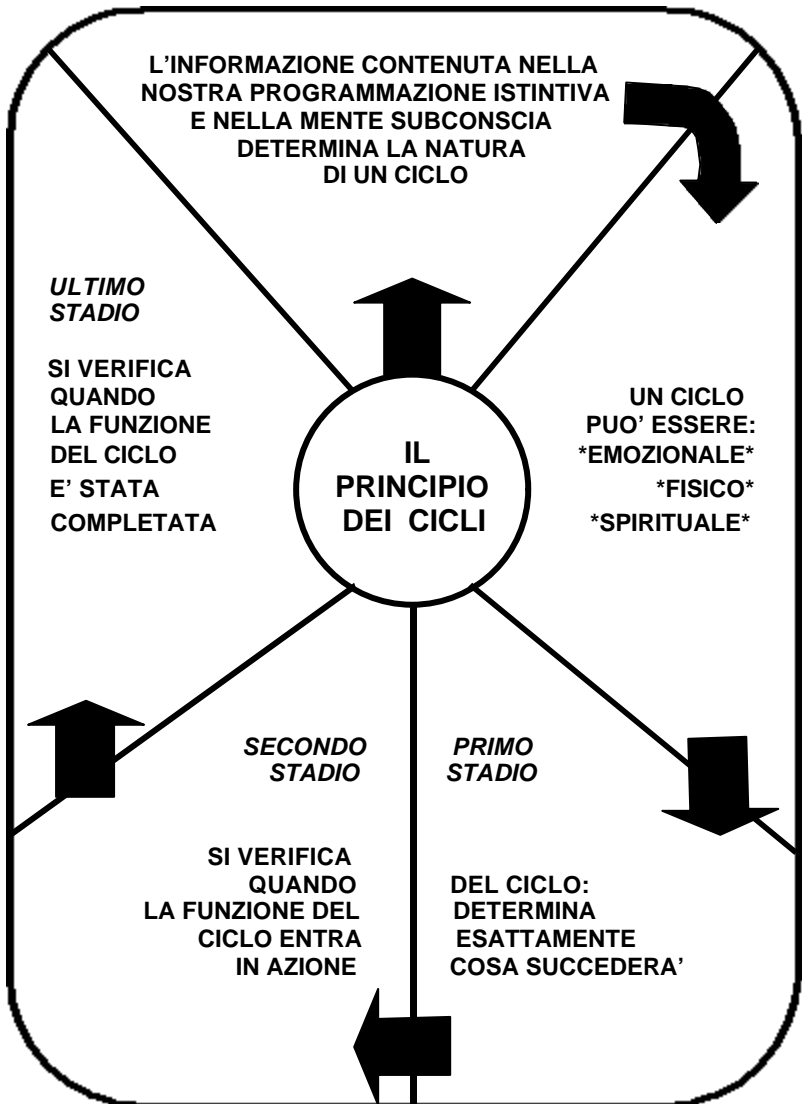 L'INFORMAZIONE CONTENUTA NELLA
NOSTRA PROGRAMMAZIONE ISTINTIVA
E NELLA MENTE SUBCONSCIA
DETERMINA LA NATURA
DI UN CICLO
IL
PRINCIPIO
DEI CICLI
UN CICLO
PUO’ ESSERE:
*EMOZIONALE*
*FISICO*
*SPIRITUALE*
PRIMO
STADIO
DEL CICLO:
DETERMINA
ESATTAMENTE
COSA SUCCEDERA’
SECONDO
STADIO
SI VERIFICA
QUANDO
LA FUNZIONE DEL
CICLO ENTRA
IN AZIONE
ULTIMO
STADIO
SI VERIFICA
QUANDO
LA FUNZIONE
DEL CICLO
E’ STATA
COMPLETATA